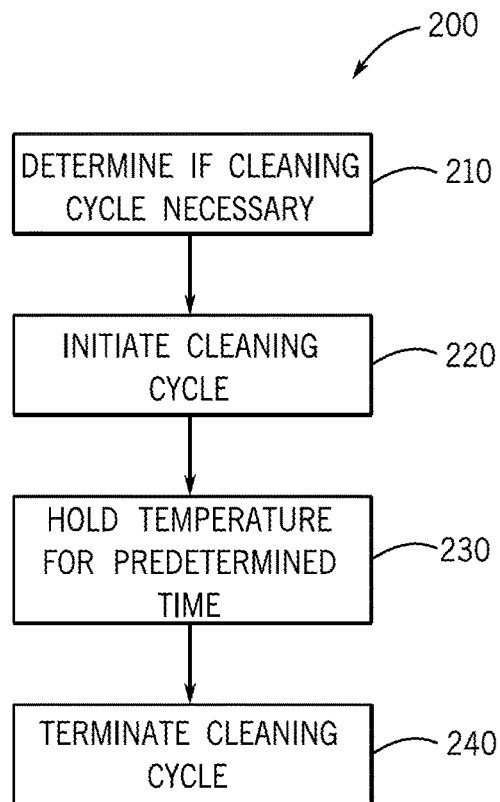 200
DETERMINE IF CLEANING
CYCLE NECESSARY
210
INITIATE CLEANING
CYCLE
220
HOLD TEMPERATURE
FOR PREDETERMINED
TIME
230
TERMINATE CLEANING
CYCLE
240